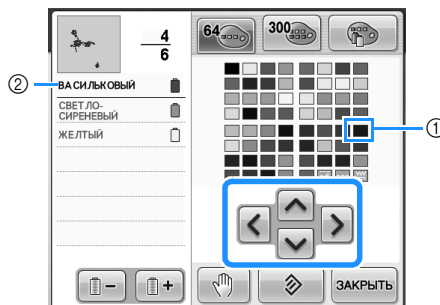 4
6
64
300
② ВАСИЛЬКОВЫЙ
СВЕТЛО-
СИРЕНЕВЫЙ
①
ЖЕЛТЫЙ
− +
ЗАКРЫТЬ